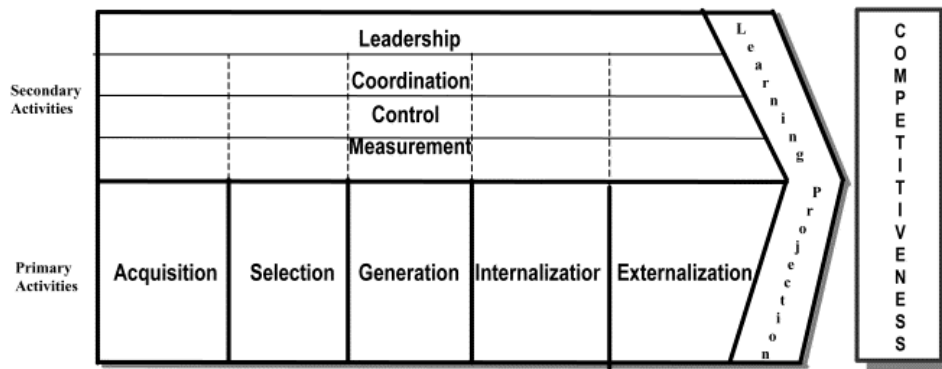 Leadership
Secondary
Activities
Coordination
Control
Measurement
Primary
Activities
Acquisition
Selection
Generation
Internalizatior
Externalization
Learning
Projection
COMPETITIVENESS